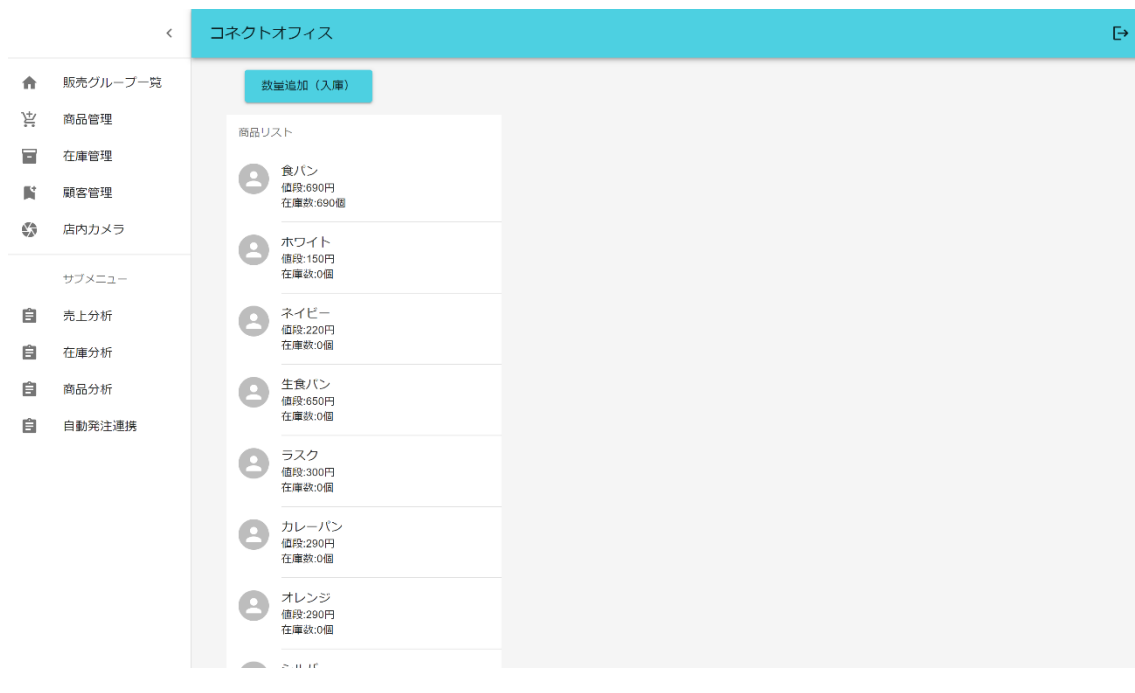 コネクトオフィス
販売グループ一覧
商品管理
在庫管理
顧客管理
店内カメラ
サブメニュー
売上分析
在庫分析
商品分析
自動発注連携
数量追加（入庫）
商品リスト
食パン
値段:690円
在庫数:690個
ホワイト
値段:150円
在庫数:0個
ネイビー
値段:220円
在庫数:0個
生食パン
値段:650円
在庫数:0個
ラスク
値段:300円
在庫数:0個
カレーパン
値段:290円
在庫数:0個
オレンジ
値段:290円
在庫数:0個